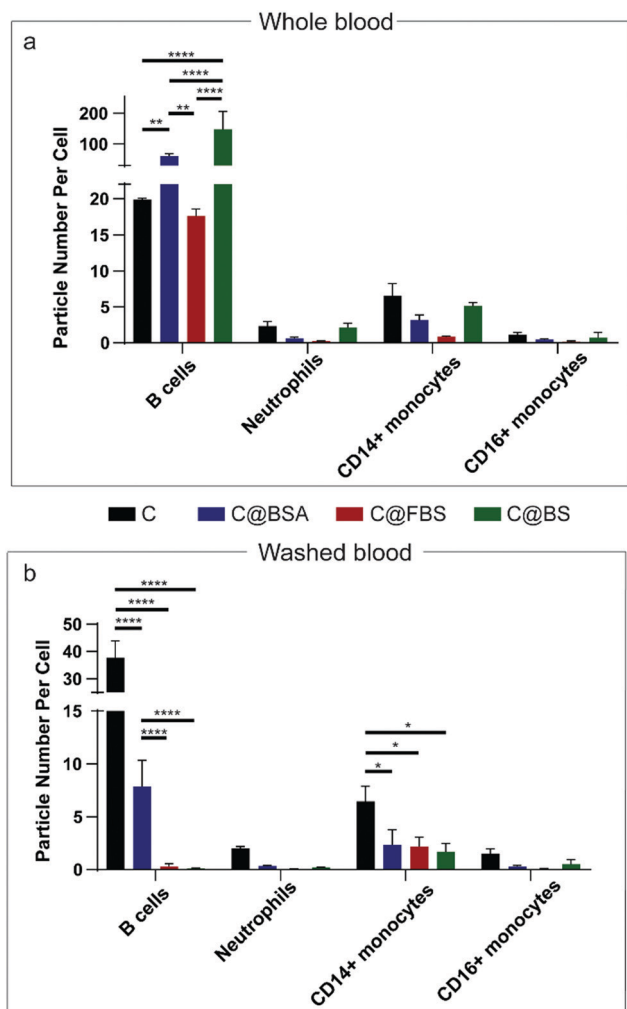 Whole blood
a
****
****
** ** ****
200
100
20
15
10
5
0
Particle Number Per Cell
B cells
Neutrophils
CD14+ monocytes
CD16+ monocytes
C C@BSA C@FBS C@BS
Washed blood
b
****
****
****
50
40
30
15
10
5
0
****
****
*
*
*
Particle Number Per Cell
B cells
Neutrophils
CD14+ monocytes
CD16+ monocytes